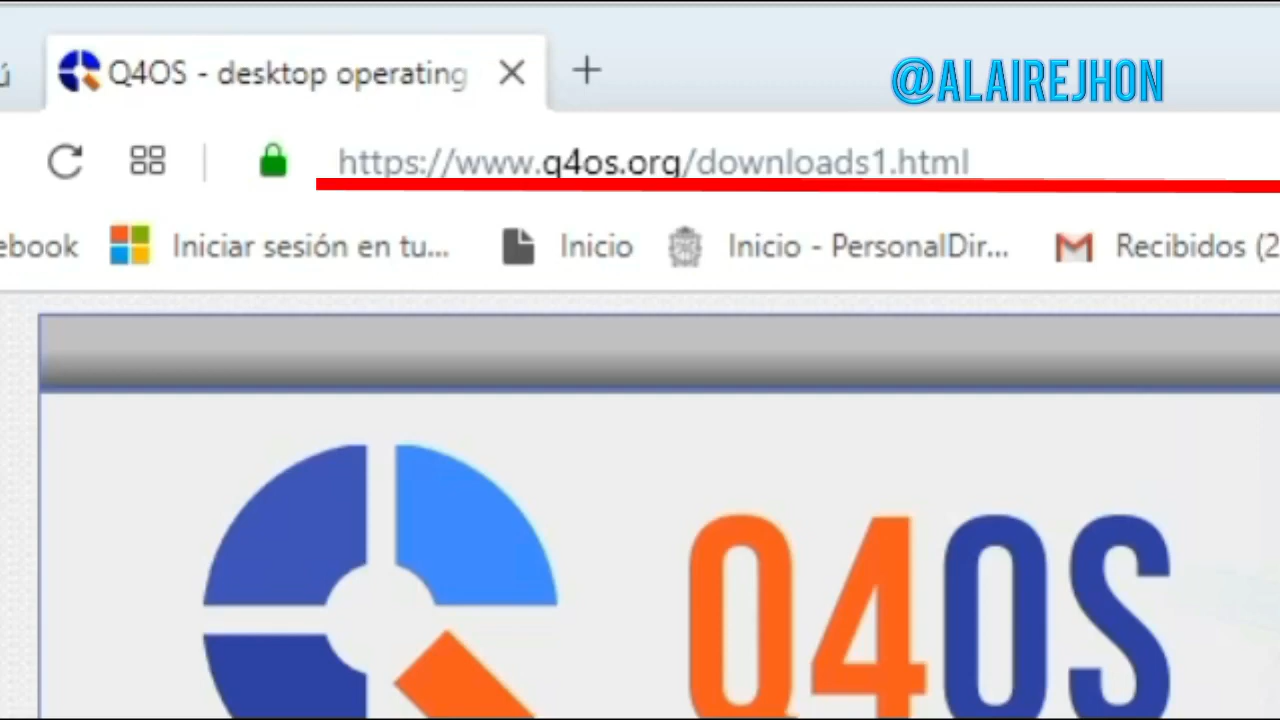 ú
Q4OS - desktop operating
@ALAIREJHON
https://www.q4os.org/downloads1.html
ebook
Iniciar sesión en tu...
Inicio
Inicio - PersonalDir...
Recibidos (2
Q4OS